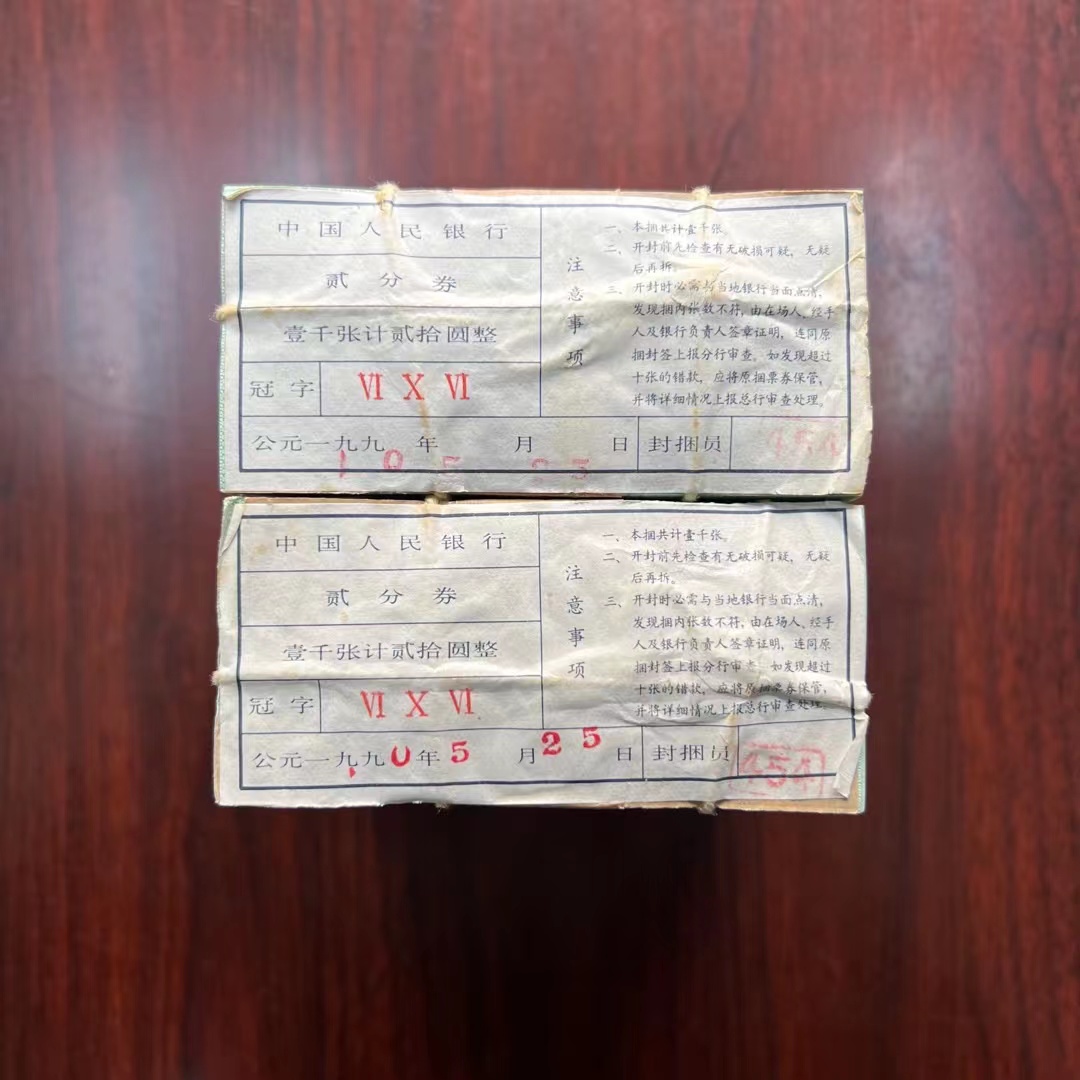 中国人民银行
贰分券
壹千张计贰拾圆整
冠字 ⅥⅩⅥ
公元一九九 年 月 日 封捆员 454
1 0 5 25
注意事项
一、本捆共计壹千张。
二、开封前先检查有无破损可疑，无疑
后再拆。
三、开封时必需与当地银行当面点清，
发现捆内张数不符，由在场人、经手
人及银行负责人签章证明，连同原
捆封签上报分行审查。如发现超过
十张的错款，应将原捆票券保管，
并将详细情况上报总行审查处理。
中国人民银行
贰分券
壹千张计贰拾圆整
冠字 ⅥⅩⅥ
公元一九九0年5月25日 封捆员 454
注意事项
一、本捆共计壹千张。
二、开封前先检查有无破损可疑，无疑
后再拆。
三、开封时必需与当地银行当面点清，
发现捆内张数不符，由在场人、经手
人及银行负责人签章证明，连同原
捆封签上报分行审查。如发现超过
十张的错款，应将原捆票券保管，
并将详细情况上报总行审查处理